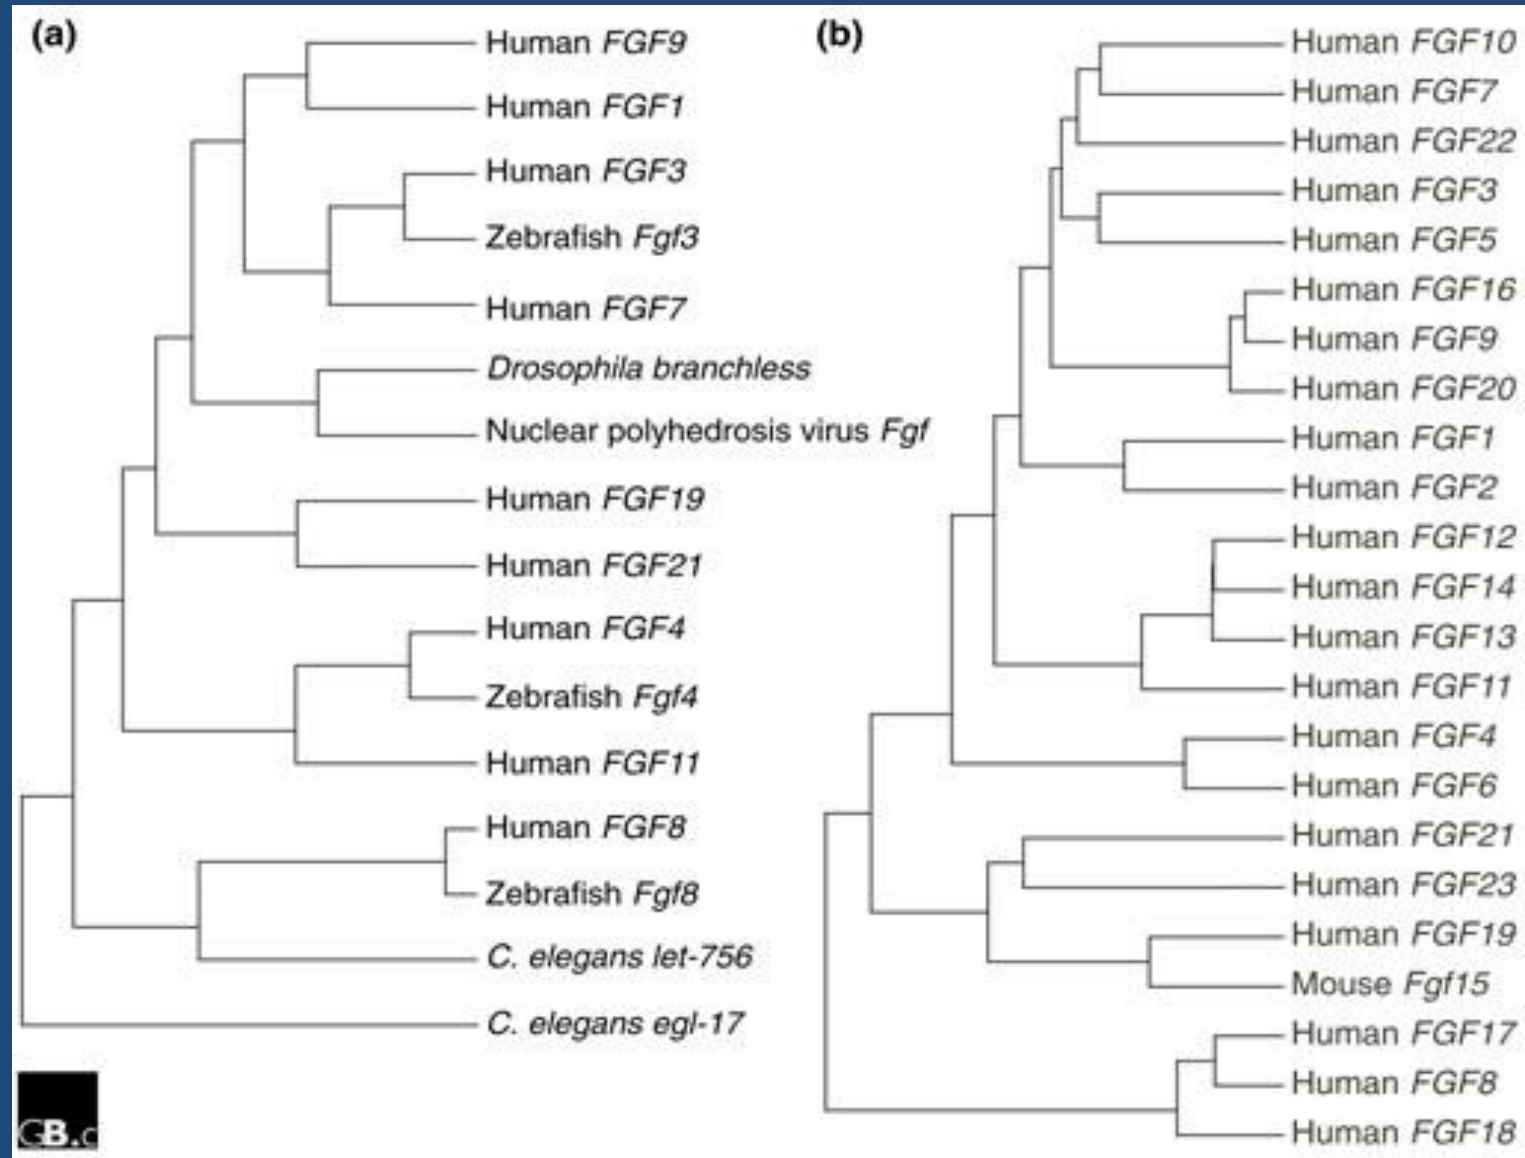 (a)
Human FGF9
Human FGF1
Human FGF3
Zebrafish Fgf3
Human FGF7
Drosophila branchless
Nuclear polyhedrosis virus Fgf
Human FGF19
Human FGF21
Human FGF4
Zebrafish Fgf4
Human FGF11
Human FGF8
Zebrafish Fgf8
C. elegans let-756
C. elegans egl-17
GB.c
(b)
Human FGF10
Human FGF7
Human FGF22
Human FGF3
Human FGF5
Human FGF16
Human FGF9
Human FGF20
Human FGF1
Human FGF2
Human FGF12
Human FGF14
Human FGF13
Human FGF11
Human FGF4
Human FGF6
Human FGF21
Human FGF23
Human FGF19
Mouse Fgf15
Human FGF17
Human FGF8
Human FGF18